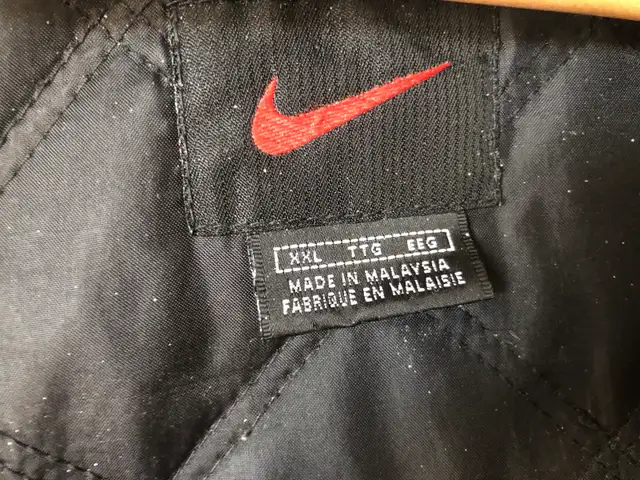 XXL TTG EEG
MADE IN MALAYSIA
FABRIQUE EN MALAISIE